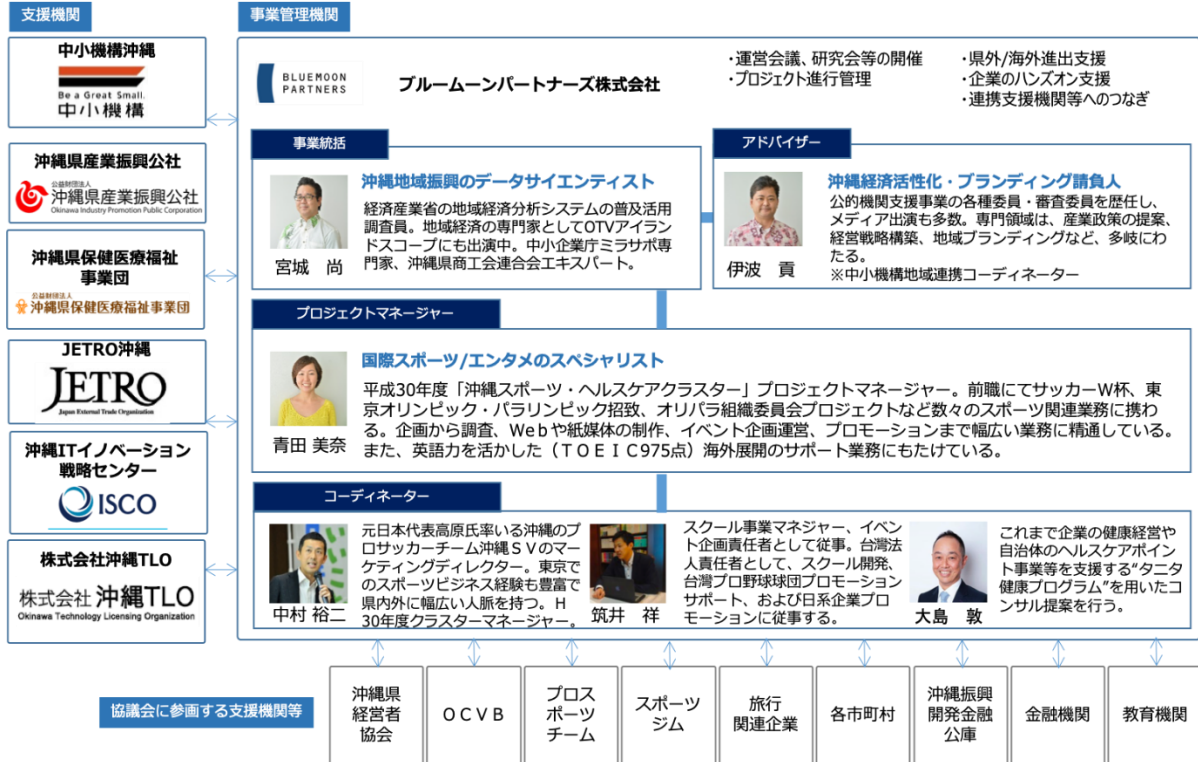 支援機関
中小機構沖縄
Be a Great Small.
中小機構
沖縄県産業振興公社
公益財団法人
沖縄県産業振興公社
Okinawa Industry Promotion Public Corporation
沖縄県保健医療福祉
事業団
公益財団法人
沖縄県保健医療福祉事業団
JETRO沖縄
JETRO
Japan External Trade Organization
沖縄ITイノベーション
戦略センター
ISCO
株式会社沖縄TLO
株式会社 沖縄TLO
Okinawa Technology Licensing Organization
事業管理機関
BLUEMOON
PARTNERS
ブルームーンパートナーズ株式会社
・運営会議、研究会等の開催
・プロジェクト進行管理
・県外/海外進出支援
・企業のハンズオン支援
・連携支援機関等へのつなぎ
事業統括
沖縄地域振興のデータサイエンティスト
経済産業省の地域経済分析システムの普及活用
調査員。地域経済の専門家としてOTVアイラン
ドスコープにも出演中。中小企業庁ミラサポ専
門家、沖縄県商工会連合会エキスパート。
宮城 尚
アドバイザー
沖縄経済活性化・ブランディング請負人
公的機関支援事業の各種委員・審査委員を歴任し、
メディア出演も多数。専門領域は、産業政策の提案、
経営戦略構築、地域ブランディングなど、多岐にわ
たる。
※中小機構地域連携コーディネーター
伊波 貢
プロジェクトマネージャー
国際スポーツ/エンタメのスペシャリスト
平成30年度「沖縄スポーツ・ヘルスケアクラスター」プロジェクトマネージャー。前職にてサッカーW杯、東
京オリンピック・パラリンピック招致、オリパラ組織委員会プロジェクトなど数々のスポーツ関連業務に携わ
る。企画から調査、Webや紙媒体の制作、イベント企画運営、プロモーションまで幅広い業務に精通している。
また、英語力を活かした（ＴＯＥＩＣ975点）海外展開のサポート業務にもたけている。
青田 美奈
コーディネーター
元日本代表高原氏率いる沖縄のプ
ロサッカーチーム沖縄ＳＶのマー
ケティングディレクター。東京で
のスポーツビジネス経験も豊富で
県内外に幅広い人脈を持つ。Ｈ
30年度クラスターマネージャー。
中村 裕二
スクール事業マネジャー、イベン
ト企画責任者として従事。台灣法
人責任者として、スクール開発、
台灣プロ野球球団プロモーション
サポート、および日系企業プロ
モーションに従事する。
筑井 祥
これまで企業の健康経営や
自治体のヘルスケアポイン
ト事業等を支援する“タニタ
健康プログラム”を用いたコ
ンサル提案を行う。
大島 敦
協議会に参画する支援機関等
沖縄県
経営者
協会
ＯＣＶＢ
プロス
ポーツ
チーム
スポーツ
ジム
旅行
関連企業
各市町村
沖縄振興
開発金融
公庫
金融機関
教育機関